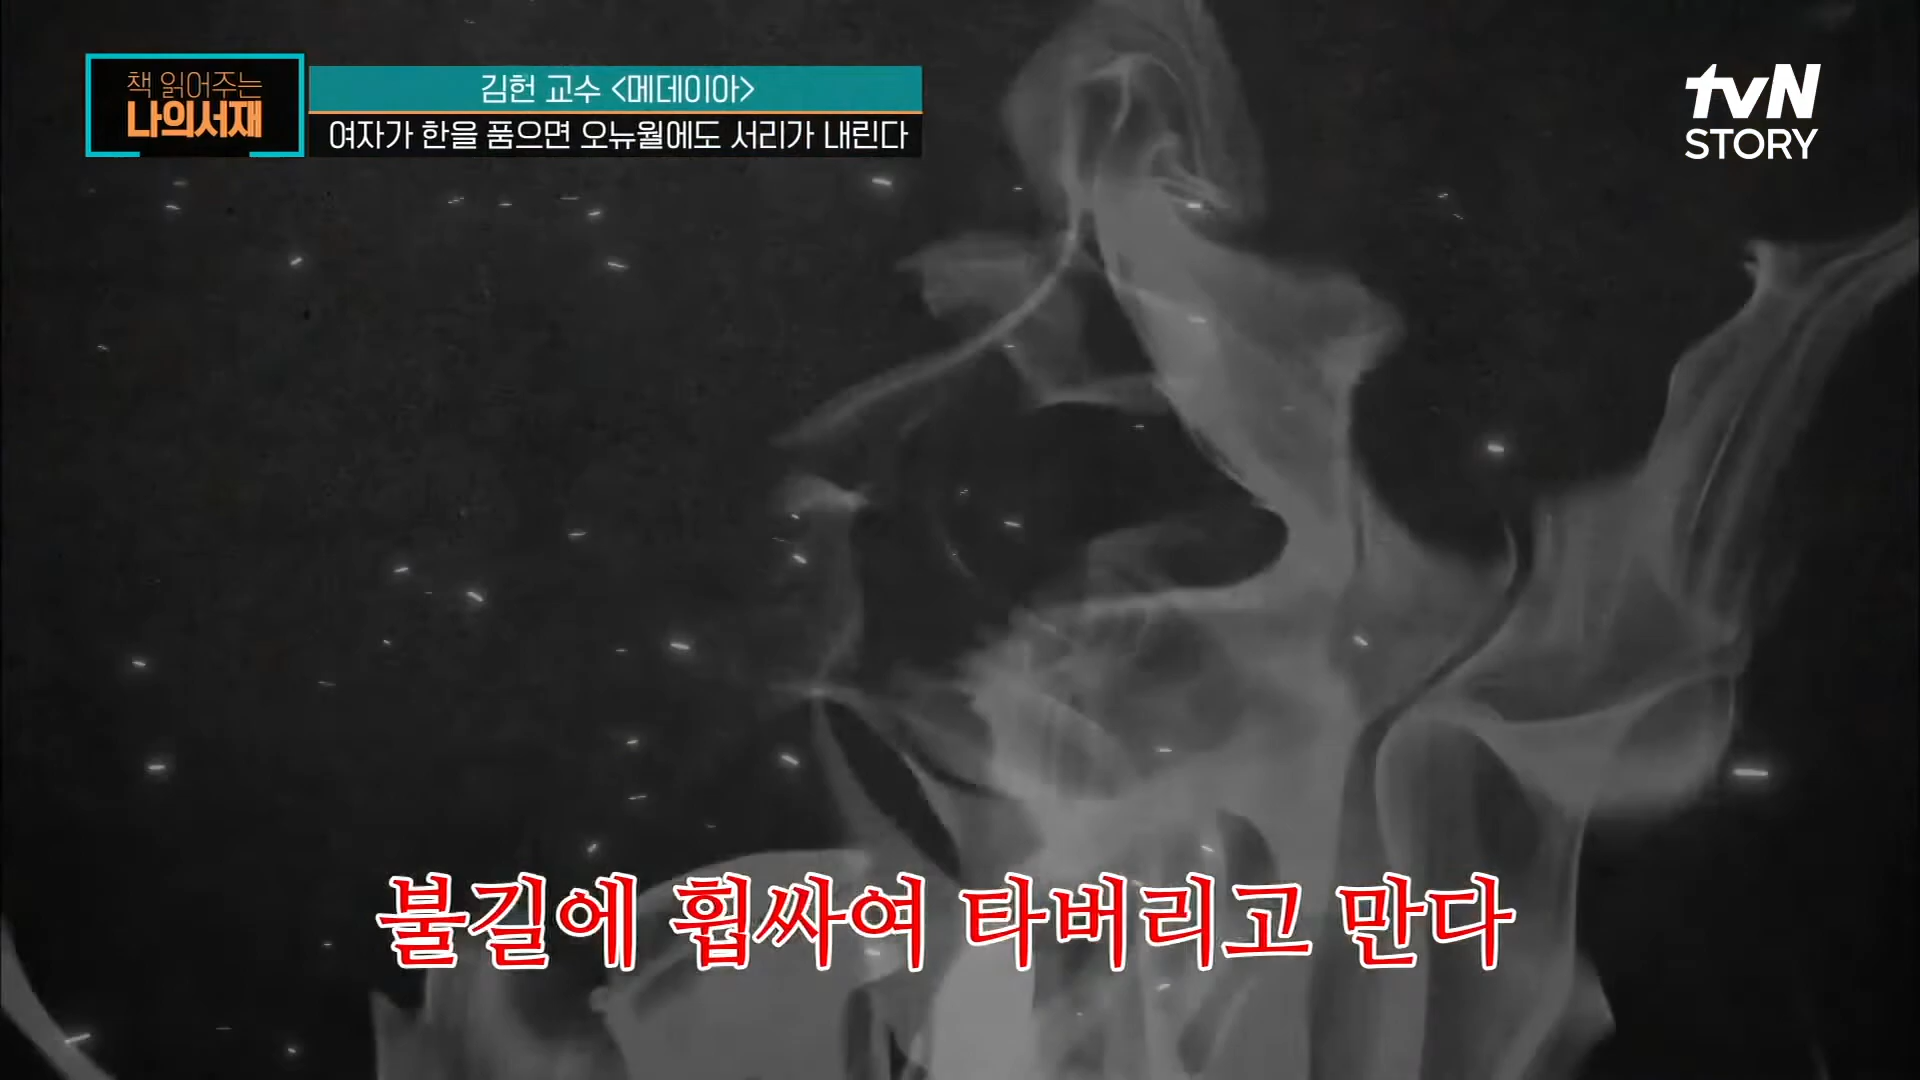 책 읽어주는
나의서재
김헌 교수 <메데이아>
여자가 한을 품으면 오뉴월에도 서리가 내린다
tvN
STORY
불길에 휩싸여 타버리고 만다